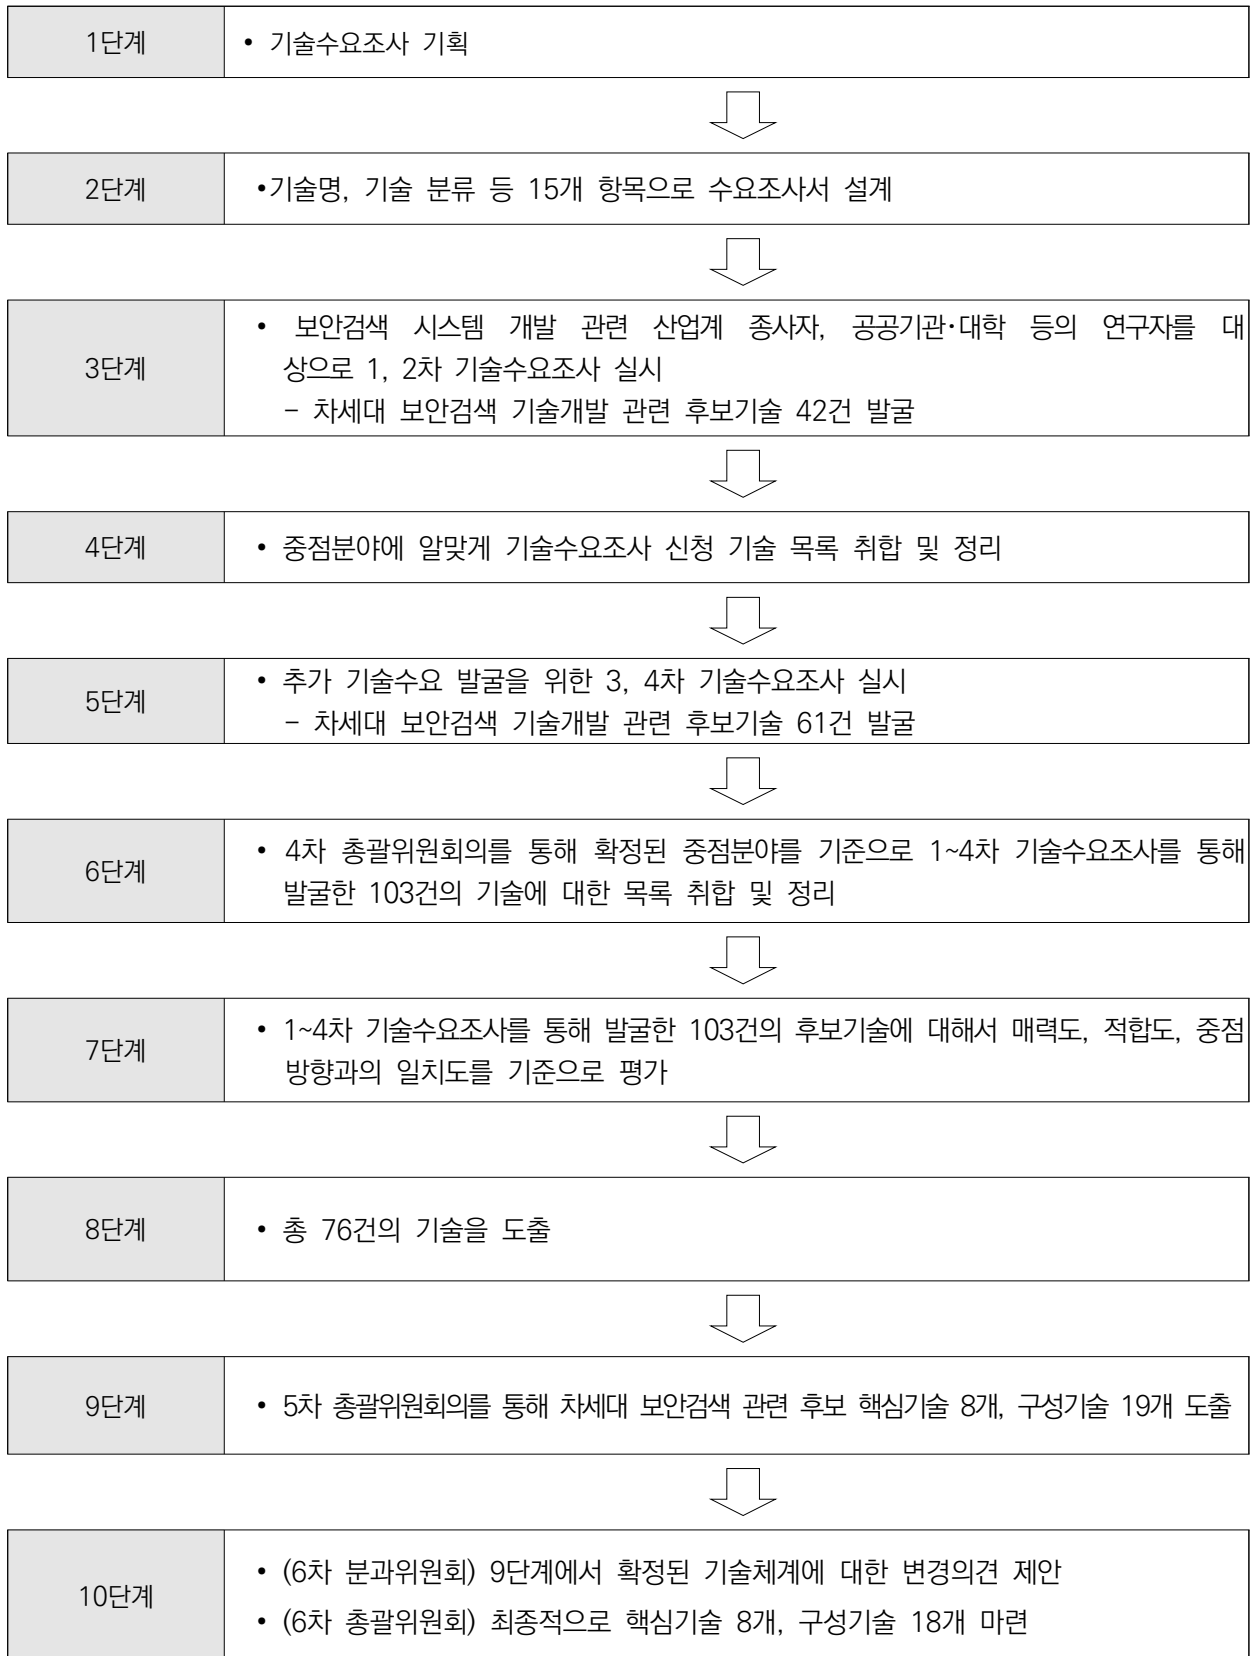 1단계
• 기술수요조사 기획
2단계
•기술명, 기술 분류 등 15개 항목으로 수요조사서 설계
3단계
• 보안검색 시스템 개발 관련 산업계 종사자, 공공기관·대학 등의 연구자를 대
상으로 1, 2차 기술수요조사 실시
- 차세대 보안검색 기술개발 관련 후보기술 42건 발굴
4단계
• 중점분야에 알맞게 기술수요조사 신청 기술 목록 취합 및 정리
5단계
• 추가 기술수요 발굴을 위한 3, 4차 기술수요조사 실시
- 차세대 보안검색 기술개발 관련 후보기술 61건 발굴
6단계
• 4차 총괄위원회의를 통해 확정된 중점분야를 기준으로 1~4차 기술수요조사를 통해
발굴한 103건의 기술에 대한 목록 취합 및 정리
7단계
• 1~4차 기술수요조사를 통해 발굴한 103건의 후보기술에 대해서 매력도, 적합도, 중점
방향과의 일치도를 기준으로 평가
8단계
• 총 76건의 기술을 도출
9단계
• 5차 총괄위원회의를 통해 차세대 보안검색 관련 후보 핵심기술 8개, 구성기술 19개 도출
10단계
• (6차 분과위원회) 9단계에서 확정된 기술체계에 대한 변경의견 제안
• (6차 총괄위원회) 최종적으로 핵심기술 8개, 구성기술 18개 마련